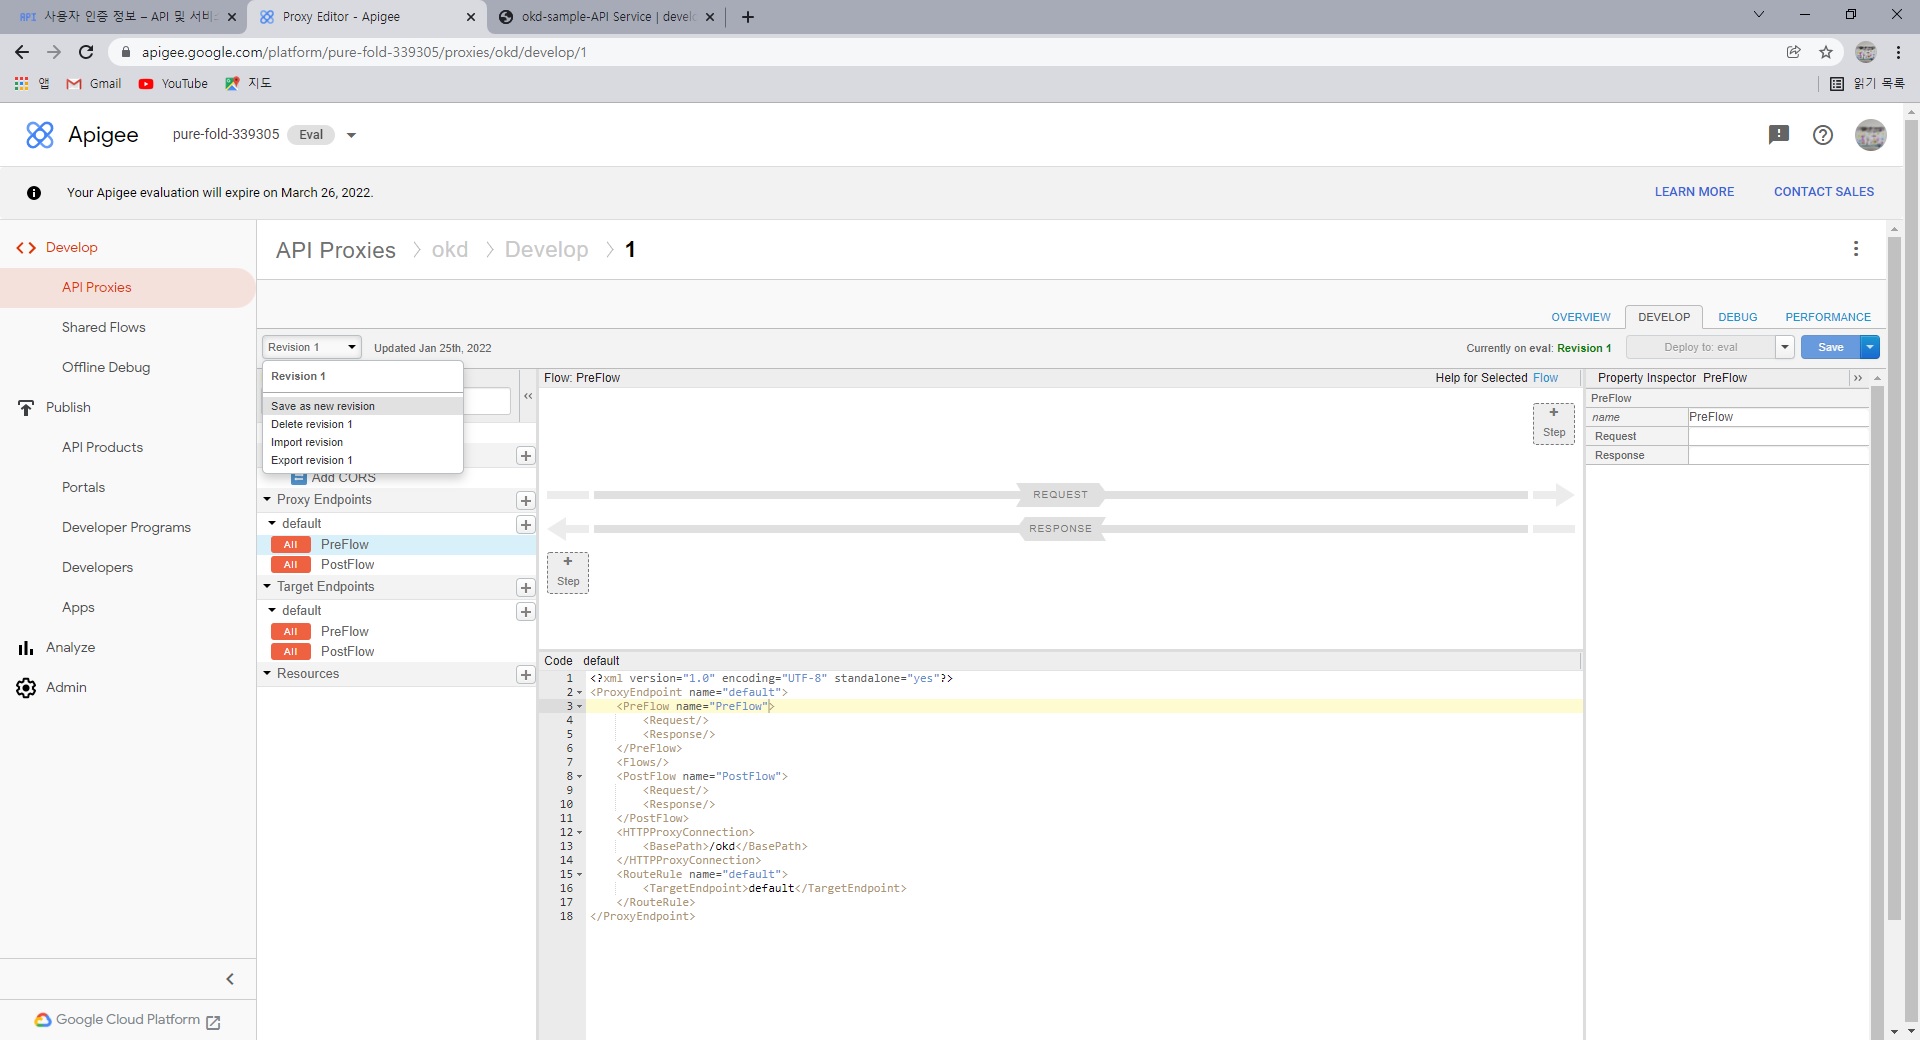 API 사용자 인증 정보 – API 및 서비스
Proxy Editor - Apigee
okd-sample-API Service | devel
apigee.google.com/platform/pure-fold-339305/proxies/okd/develop/1
앱
Gmail
YouTube
지도
읽기 목록
Apigee
pure-fold-339305
Eval
Your Apigee evaluation will expire on March 26, 2022.
LEARN MORE
CONTACT SALES
Develop
API Proxies
Shared Flows
Offline Debug
Publish
API Products
Portals
Developer Programs
Developers
Apps
Analyze
Admin
Google Cloud Platform
API Proxies
okd
Develop
1
OVERVIEW
DEVELOP
DEBUG
PERFORMANCE
Revision 1
Updated Jan 25th, 2022
Currently on eval: Revision 1
Deploy to: eval
Save
Revision 1
Save as new revision
Delete revision 1
Import revision
Export revision 1
Add CORS
Proxy Endpoints
default
All PreFlow
All PostFlow
Target Endpoints
default
All PreFlow
All PostFlow
Resources
Flow: PreFlow
Help for Selected Flow
+
Step
REQUEST
RESPONSE
+
Step
Property Inspector PreFlow
PreFlow
name PreFlow
Request
Response
Code default
1 <?xml version="1.0" encoding="UTF-8" standalone="yes"?>
2 <ProxyEndpoint name="default">
3 <PreFlow name="PreFlow">
4 <Request/>
5 <Response/>
6 </PreFlow>
7 <Flows/>
8 <PostFlow name="PostFlow">
9 <Request/>
10 <Response/>
11 </PostFlow>
12 <HTTPProxyConnection>
13 <BasePath>/okd</BasePath>
14 </HTTPProxyConnection>
15 <RouteRule name="default">
16 <TargetEndpoint>default</TargetEndpoint>
17 </RouteRule>
18 </ProxyEndpoint>